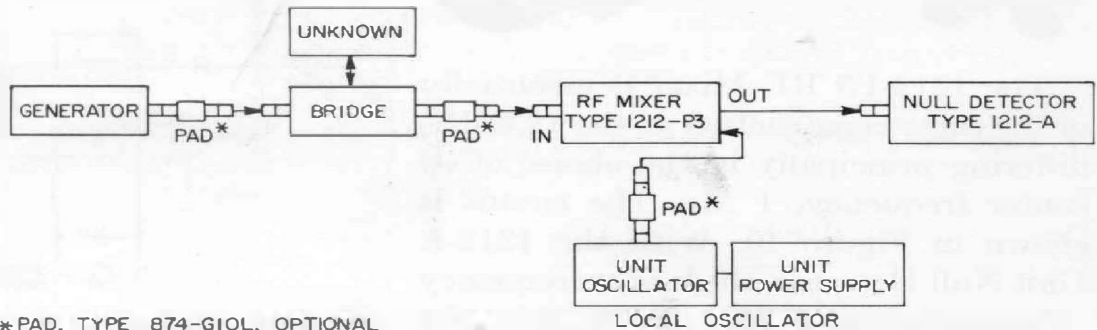 UNKNOWN
GENERATOR
PAD*
BRIDGE
PAD*
IN
RF MIXER
TYPE 1212-P3
OUT
NULL DETECTOR
TYPE 1212-A
PAD*
UNIT
OSCILLATOR
UNIT
POWER SUPPLY
LOCAL OSCILLATOR
*PAD, TYPE 874-G10L, OPTIONAL